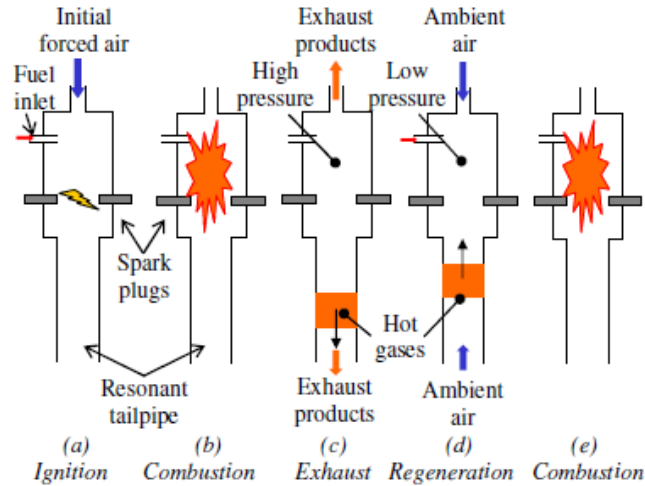 Initial
forced air
Fuel
inlet
Exhaust
products
High
pressure
Ambient
air
Low
pressure
Spark
plugs
Hot
gases
Resonant
tailpipe
Exhaust
products
Ambient
air
(a)
Ignition
(b)
Combustion
(c)
Exhaust
(d)
Regeneration
(e)
Combustion